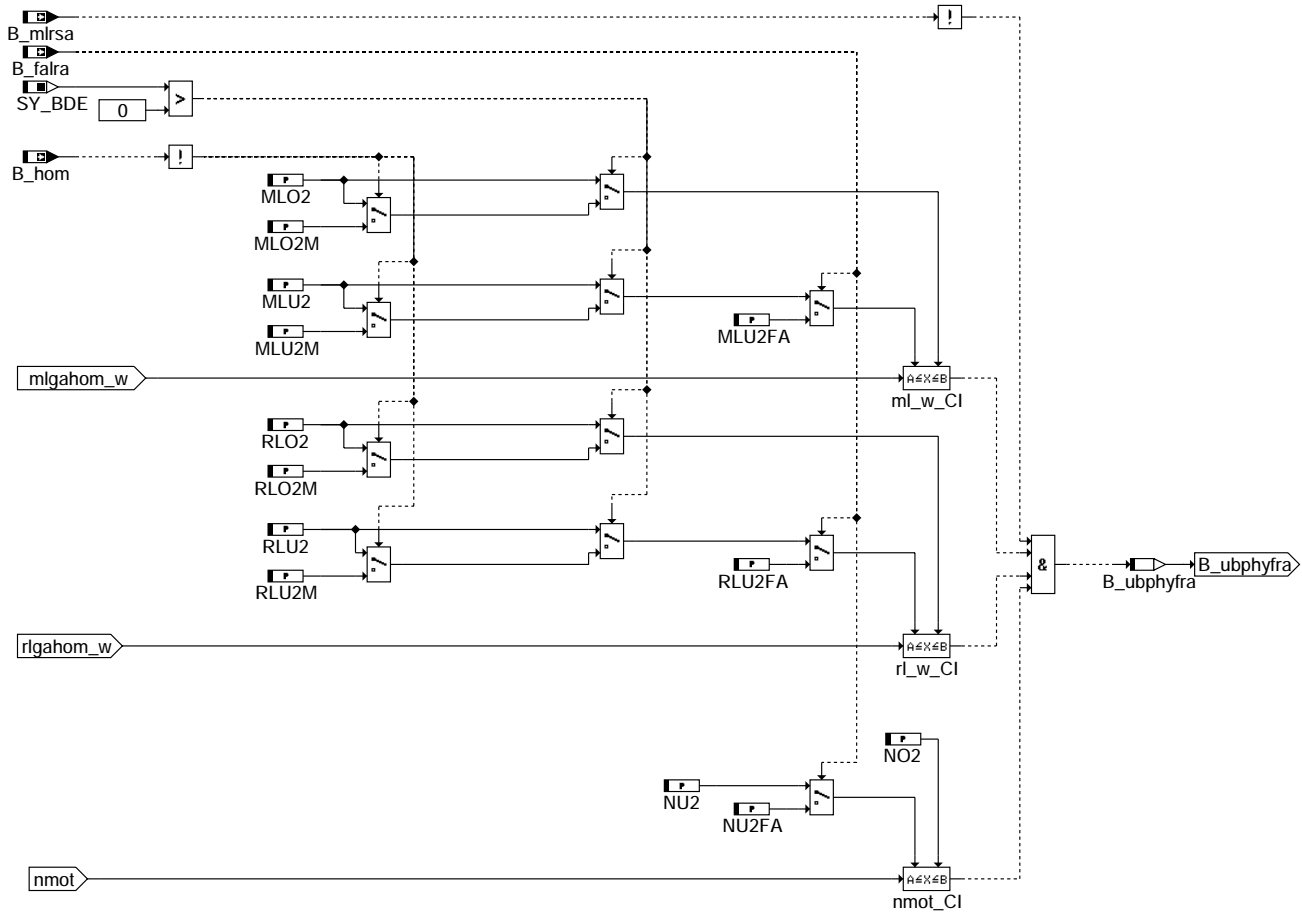 B_mlrsa
!
B_falra
SY_BDE
0
>
B_hom
!
P
MLO2
P
MLO2M
P
MLU2
P
MLU2M
P
MLU2FA
mlgahom_w
A≤X≤B
ml_w_CI
P
RLO2
P
RLO2M
P
RLU2
P
RLU2M
P
RLU2FA
&
B_ubphyfra
B_ubphyfra
rlgahom_w
A≤X≤B
rl_w_CI
P
NO2
P
NU2
P
NU2FA
nmot
A≤X≤B
nmot_CI